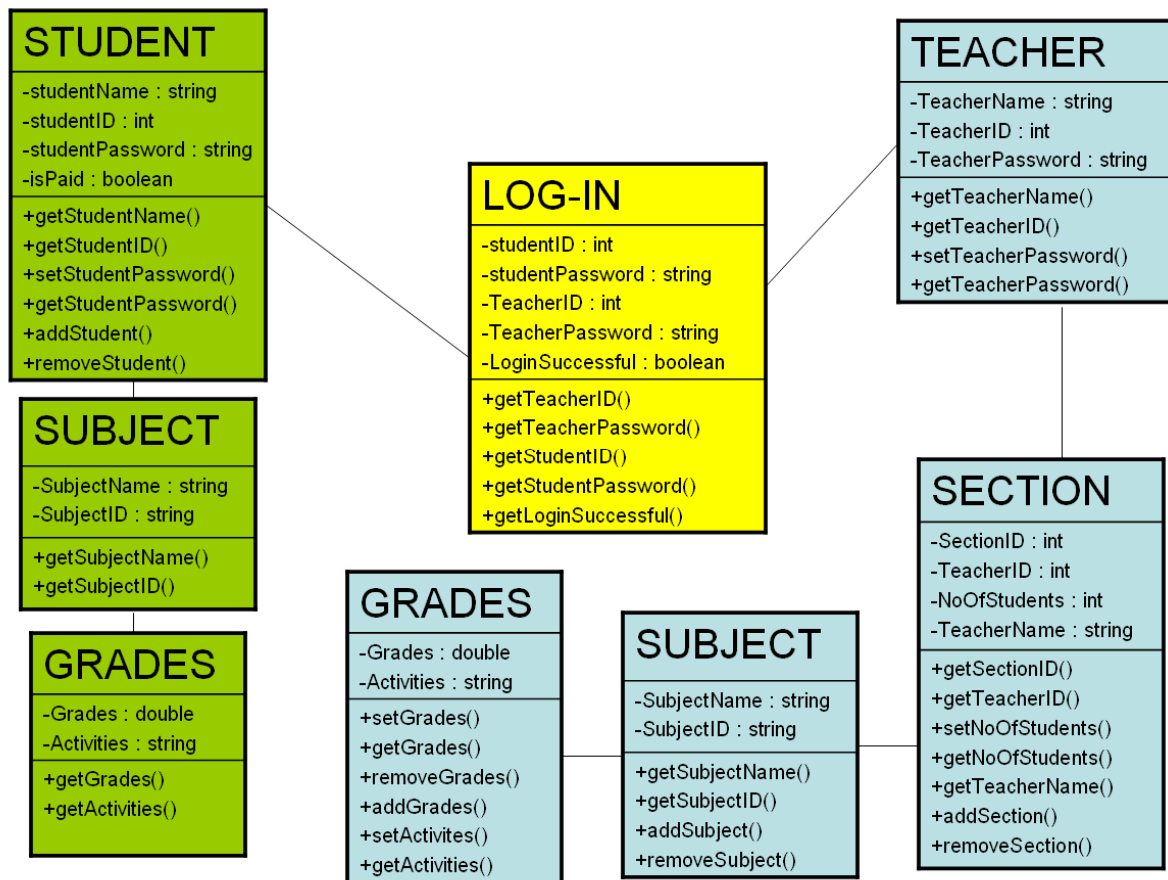 STUDENT
-studentName : string
-studentID : int
-studentPassword : string
-isPaid : boolean
+getStudentName()
+getStudentID()
+setStudentPassword()
+getStudentPassword()
+addStudent()
+removeStudent()
SUBJECT
-SubjectName : string
-SubjectID : string
+getSubjectName()
+getSubjectID()
GRADES
-Grades : double
-Activities : string
+getGrades()
+getActivities()
LOG-IN
-studentID : int
-studentPassword : string
-TeacherID : int
-TeacherPassword : string
-LoginSuccessful : boolean
+getTeacherID()
+getTeacherPassword()
+getStudentID()
+getStudentPassword()
+getLoginSuccessful()
TEACHER
-TeacherName : string
-TeacherID : int
-TeacherPassword : string
+getTeacherName()
+getTeacherID()
+setTeacherPassword()
+getTeacherPassword()
SECTION
-SectionID : int
-TeacherID : int
-NoOfStudents : int
-TeacherName : string
+getSectionID()
+getTeacherID()
+setNoOfStudents()
+getNoOfStudents()
+getTeacherName()
+addSection()
+removeSection()
SUBJECT
-SubjectName : string
-SubjectID : string
+getSubjectName()
+getSubjectID()
+addSubject()
+removeSubject()
GRADES
-Grades : double
-Activities : string
+setGrades()
+getGrades()
+removeGrades()
+addGrades()
+setActivites()
+getActivities()